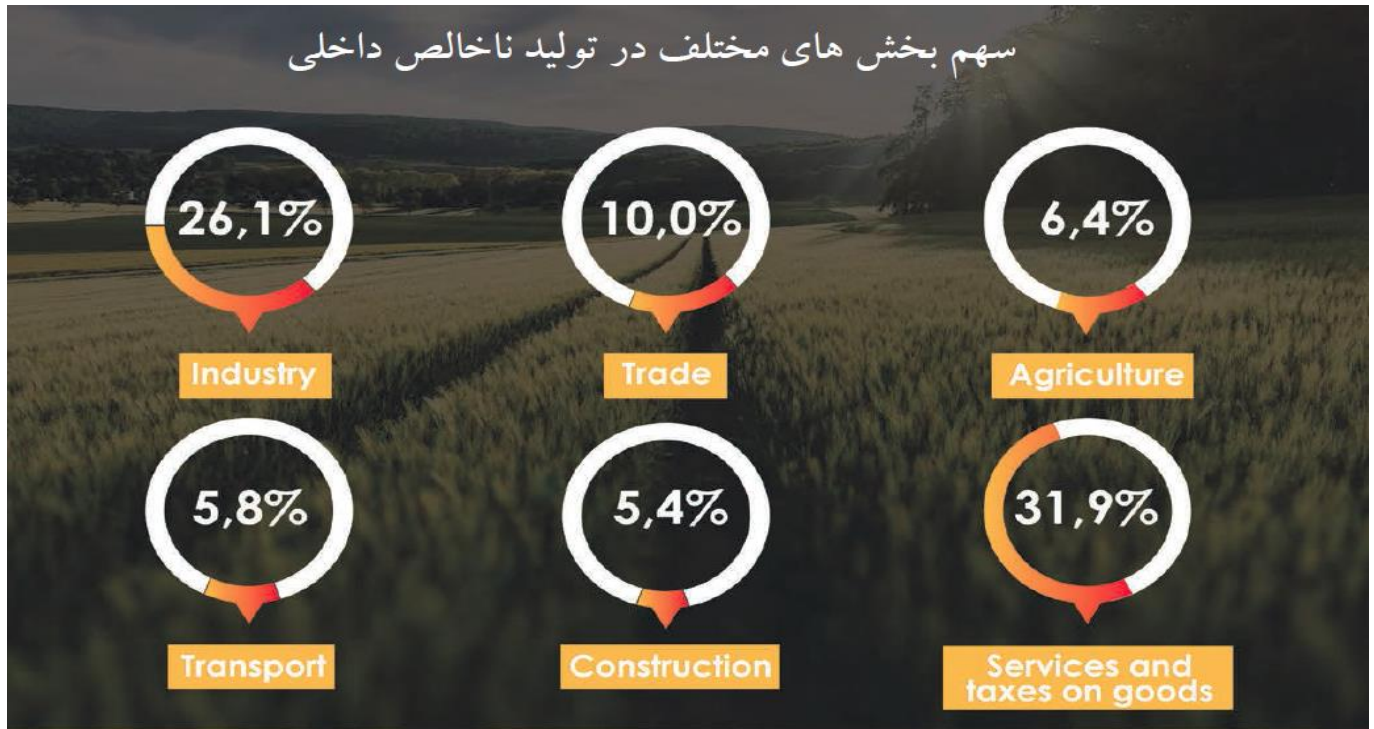 سهم بخش های مختلف در تولید ناخالص داخلی
26,1%
Industry
10,0%
Trade
6,4%
Agriculture
5,8%
Transport
5,4%
Construction
31,9%
Services and
taxes on goods